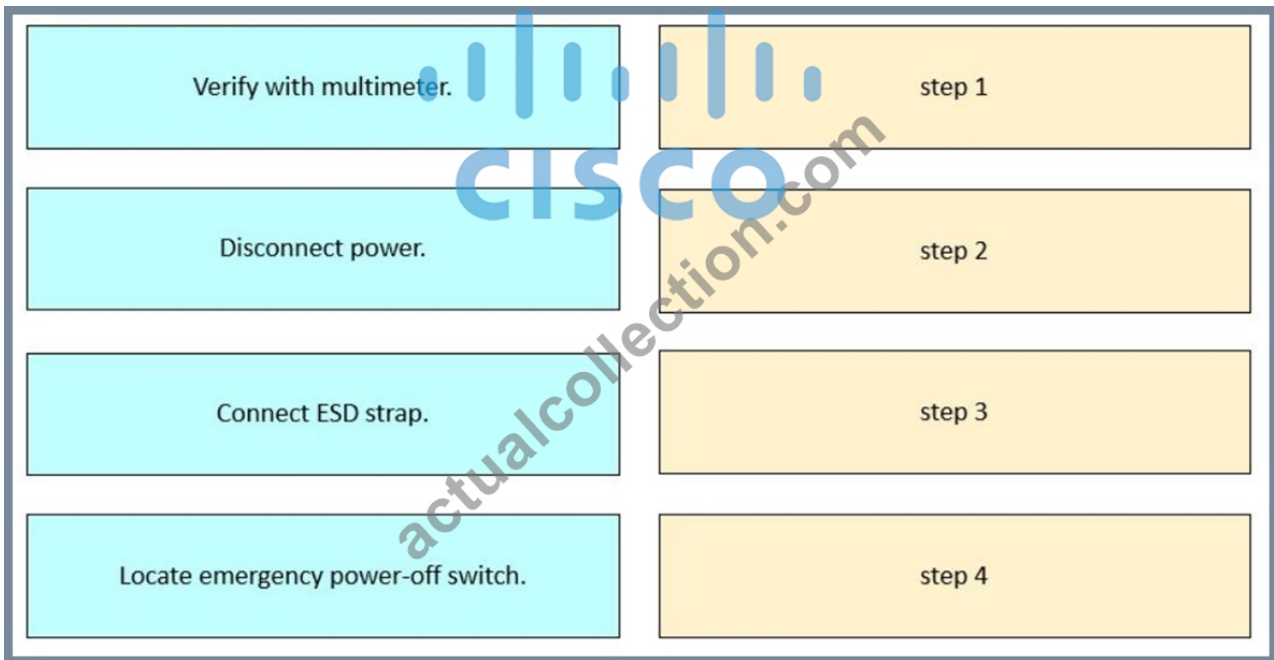 Verify with multimeter.
step 1
CISCO
Disconnect power.
step 2
Connect ESD strap.
step 3
actualcollection.com
Locate emergency power-off switch.
step 4